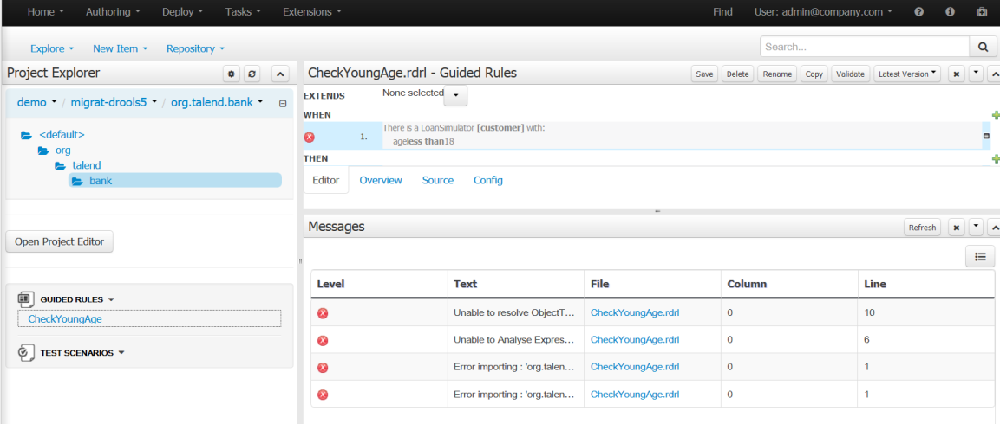 Home Authoring Deploy Tasks Extensions Find User: admin@company.com
Explore New Item Repository Search...
Project Explorer
demo / migrat-drools5 / org.talend.bank
<default>
org
talend
bank
Open Project Editor
GUIDED RULES
CheckYoungAge
TEST SCENARIOS
CheckYoungAge.rdrl - Guided Rules Save Delete Rename Copy Validate Latest Version
EXTENDS None selected
WHEN
1. There is a LoanSimulator [customer] with:
ageless than18
THEN
Editor Overview Source Config
Messages Refresh
Level Text File Column Line
Unable to resolve ObjectT... CheckYoungAge.rdrl 0 10
Unable to Analyse Expres... CheckYoungAge.rdrl 0 6
Error importing : 'org.talen... CheckYoungAge.rdrl 0 1
Error importing : 'org.talen... CheckYoungAge.rdrl 0 1